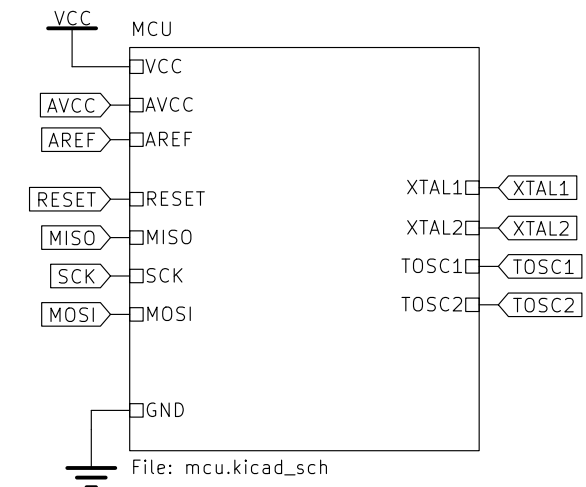 VCC
MCU
VCC
AVCC AVCC
AREF AREF
RESET RESET
MISO MISO
SCK SCK
MOSI MOSI
GND
XTAL1 XTAL1
XTAL2 XTAL2
TOSC1 TOSC1
TOSC2 TOSC2
File: mcu.kicad_sch